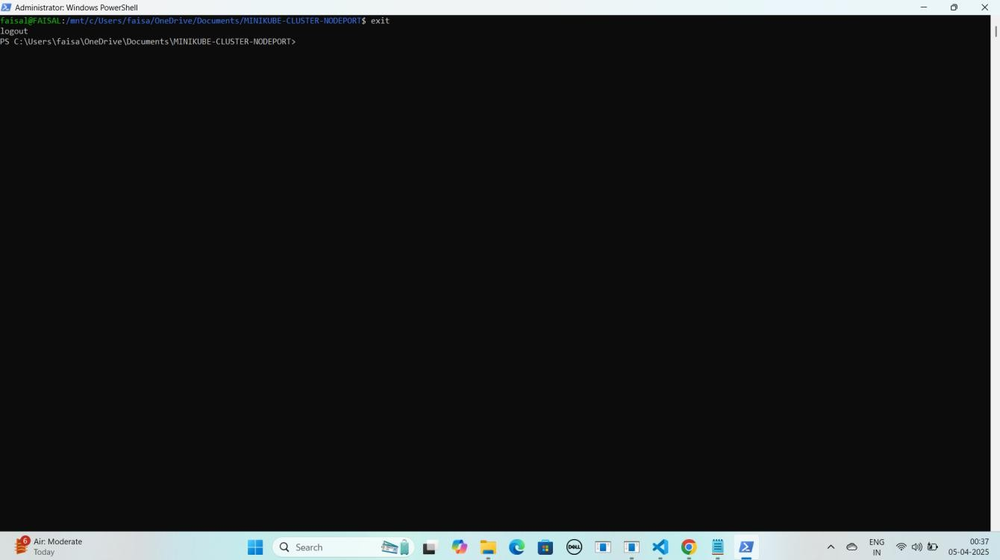 Administrator: Windows PowerShell
faisal@FAISAL:/mnt/c/Users/faisa/OneDrive/Documents/MINIKUBE-CLUSTER-NODEPORT$ exit
logout
PS C:\Users\faisa\OneDrive\Documents\MINIKUBE-CLUSTER-NODEPORT>
6
Air: Moderate
Today
Search
DELL
ENG
IN
00:37
05-04-2025